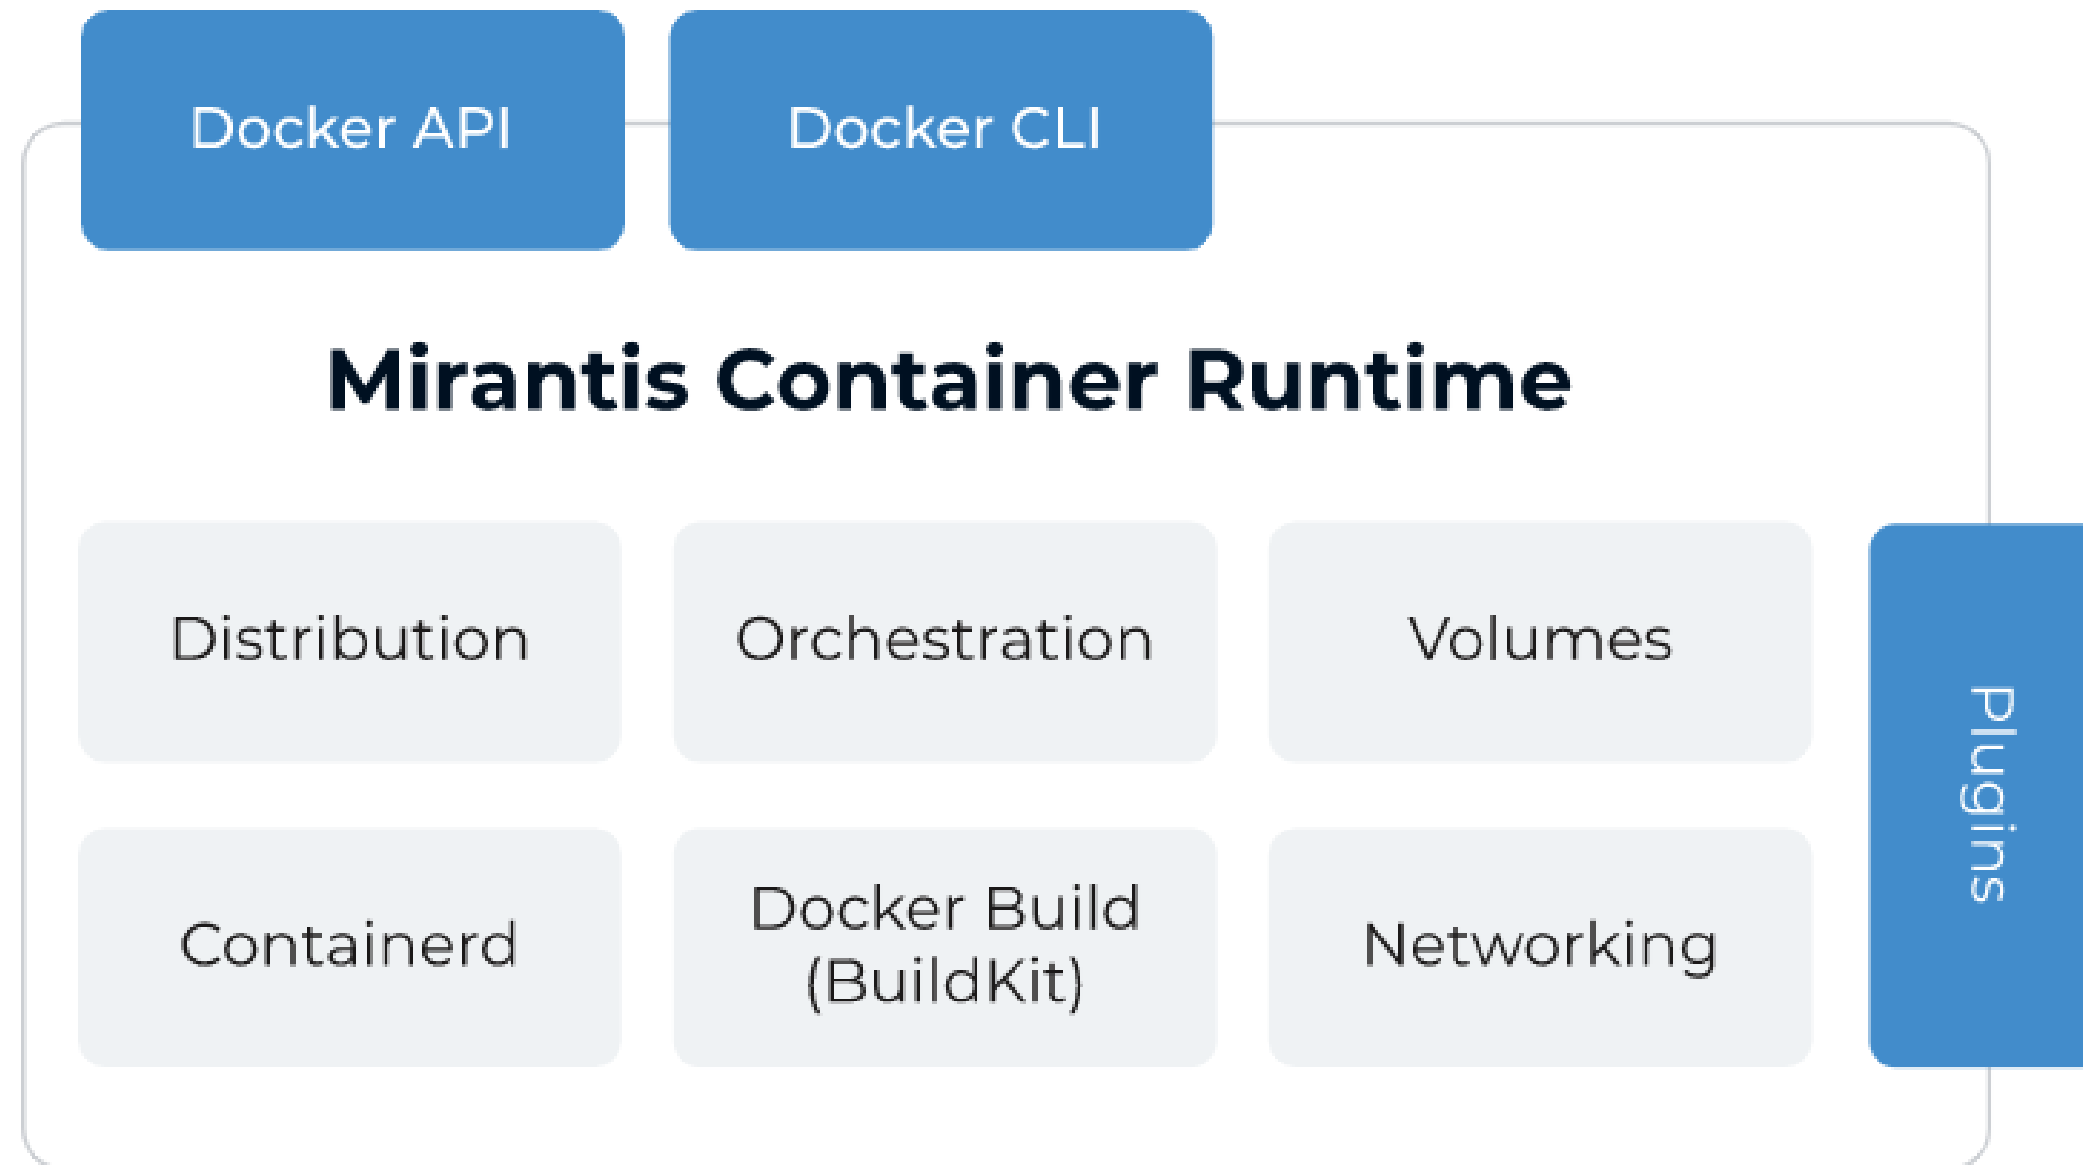 Docker API
Docker CLI
Mirantis Container Runtime
Distribution
Orchestration
Volumes
Containerd
Docker Build
(BuildKit)
Networking
Plugins